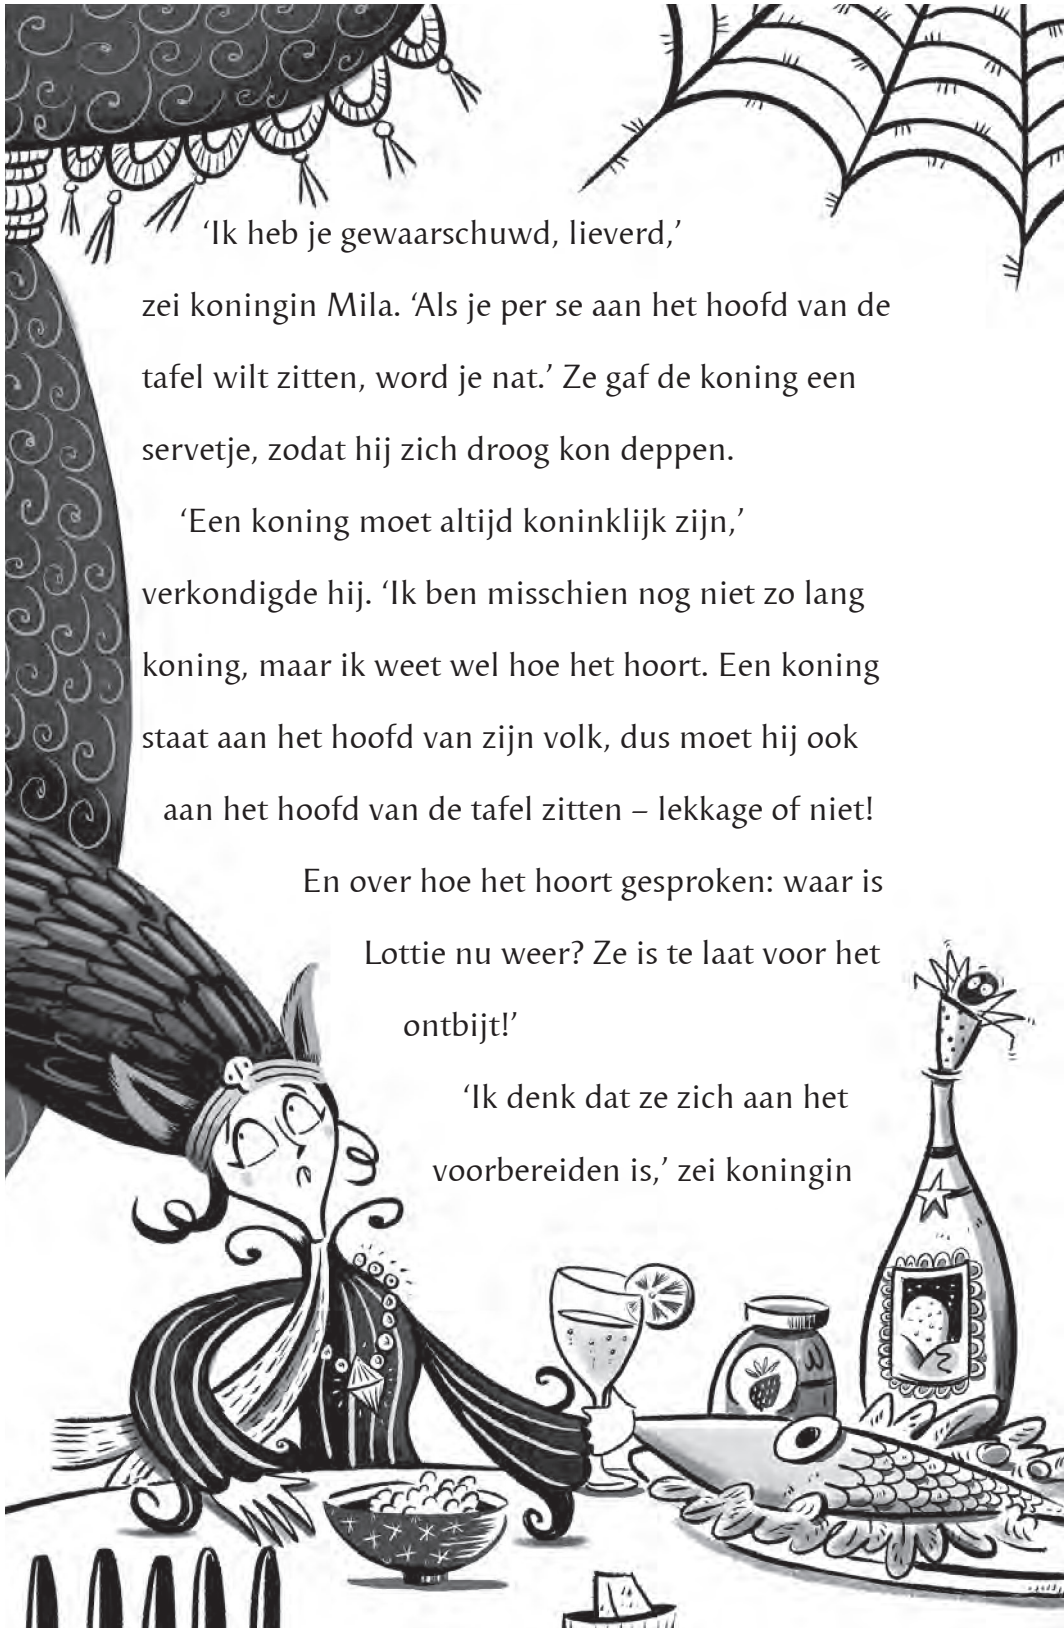 ‘Ik heb je gewaarschuwd, lieverd,’
zei koningin Mila. ‘Als je per se aan het hoofd van de
tafel wilt zitten, word je nat.’ Ze gaf de koning een
servetje, zodat hij zich droog kon deppen.
‘Een koning moet altijd koninklijk zijn,’
verkondigde hij. ‘Ik ben misschien nog niet zo lang
koning, maar ik weet wel hoe het hoort. Een koning
staat aan het hoofd van zijn volk, dus moet hij ook
aan het hoofd van de tafel zitten – lekkage of niet!
En over hoe het hoort gesproken: waar is
Lottie nu weer? Ze is te laat voor het
ontbijt!’
‘Ik denk dat ze zich aan het
voorbereiden is,’ zei koningin